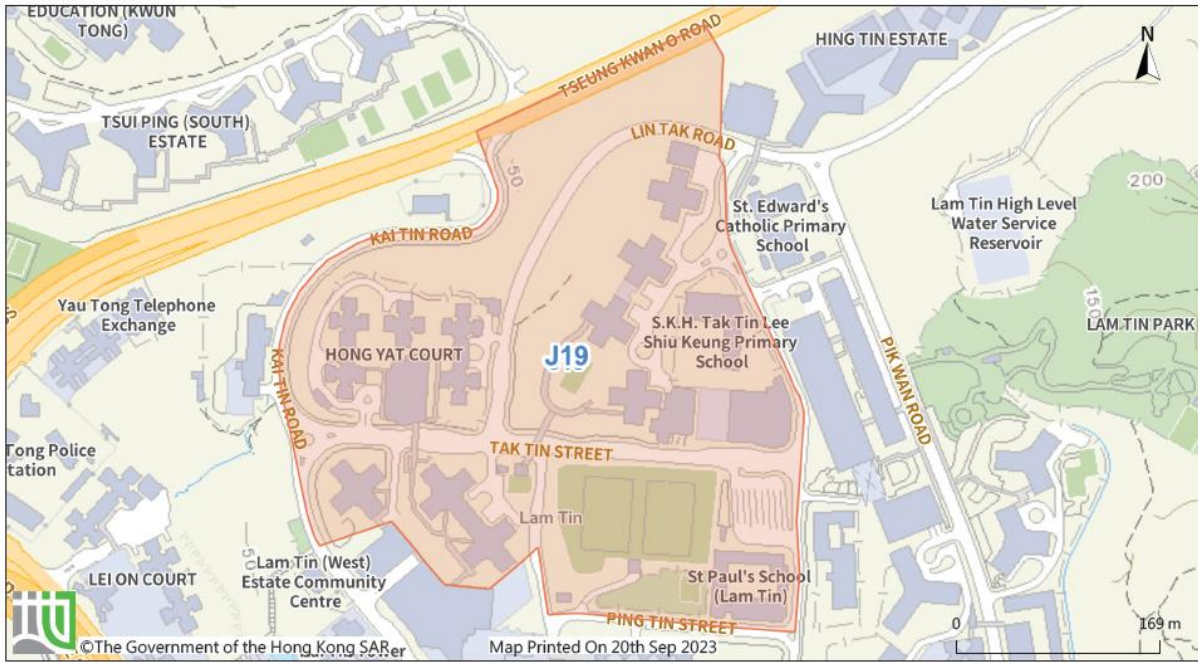 EDUCATION (KWUN
TONG)
TSEUNG KWAN O ROAD
HING TIN ESTATE
N
TSUI PING (SOUTH)
ESTATE
LIN TAK ROAD
50
200
St. Edward's
Catholic Primary
School
Lam Tin High Level
Water Service
Reservoir
KAI TIN ROAD
Yau Tong Telephone
Exchange
150
LAM TIN PARK
S.K.H. Tak Tin Lee
Shiu Keung Primary
School
HONG YAT COURT
J19
KAI TIN ROAD
PIK WAN ROAD
Tong Police
tation
TAK TIN STREET
Lam Tin
50
LEI ON COURT
Lam Tin (West)
Estate Community
Centre
St Paul's School
(Lam Tin)
PING TIN STREET
0
169 m
©The Government of the Hong Kong SAR
Map Printed On 20th Sep 2023